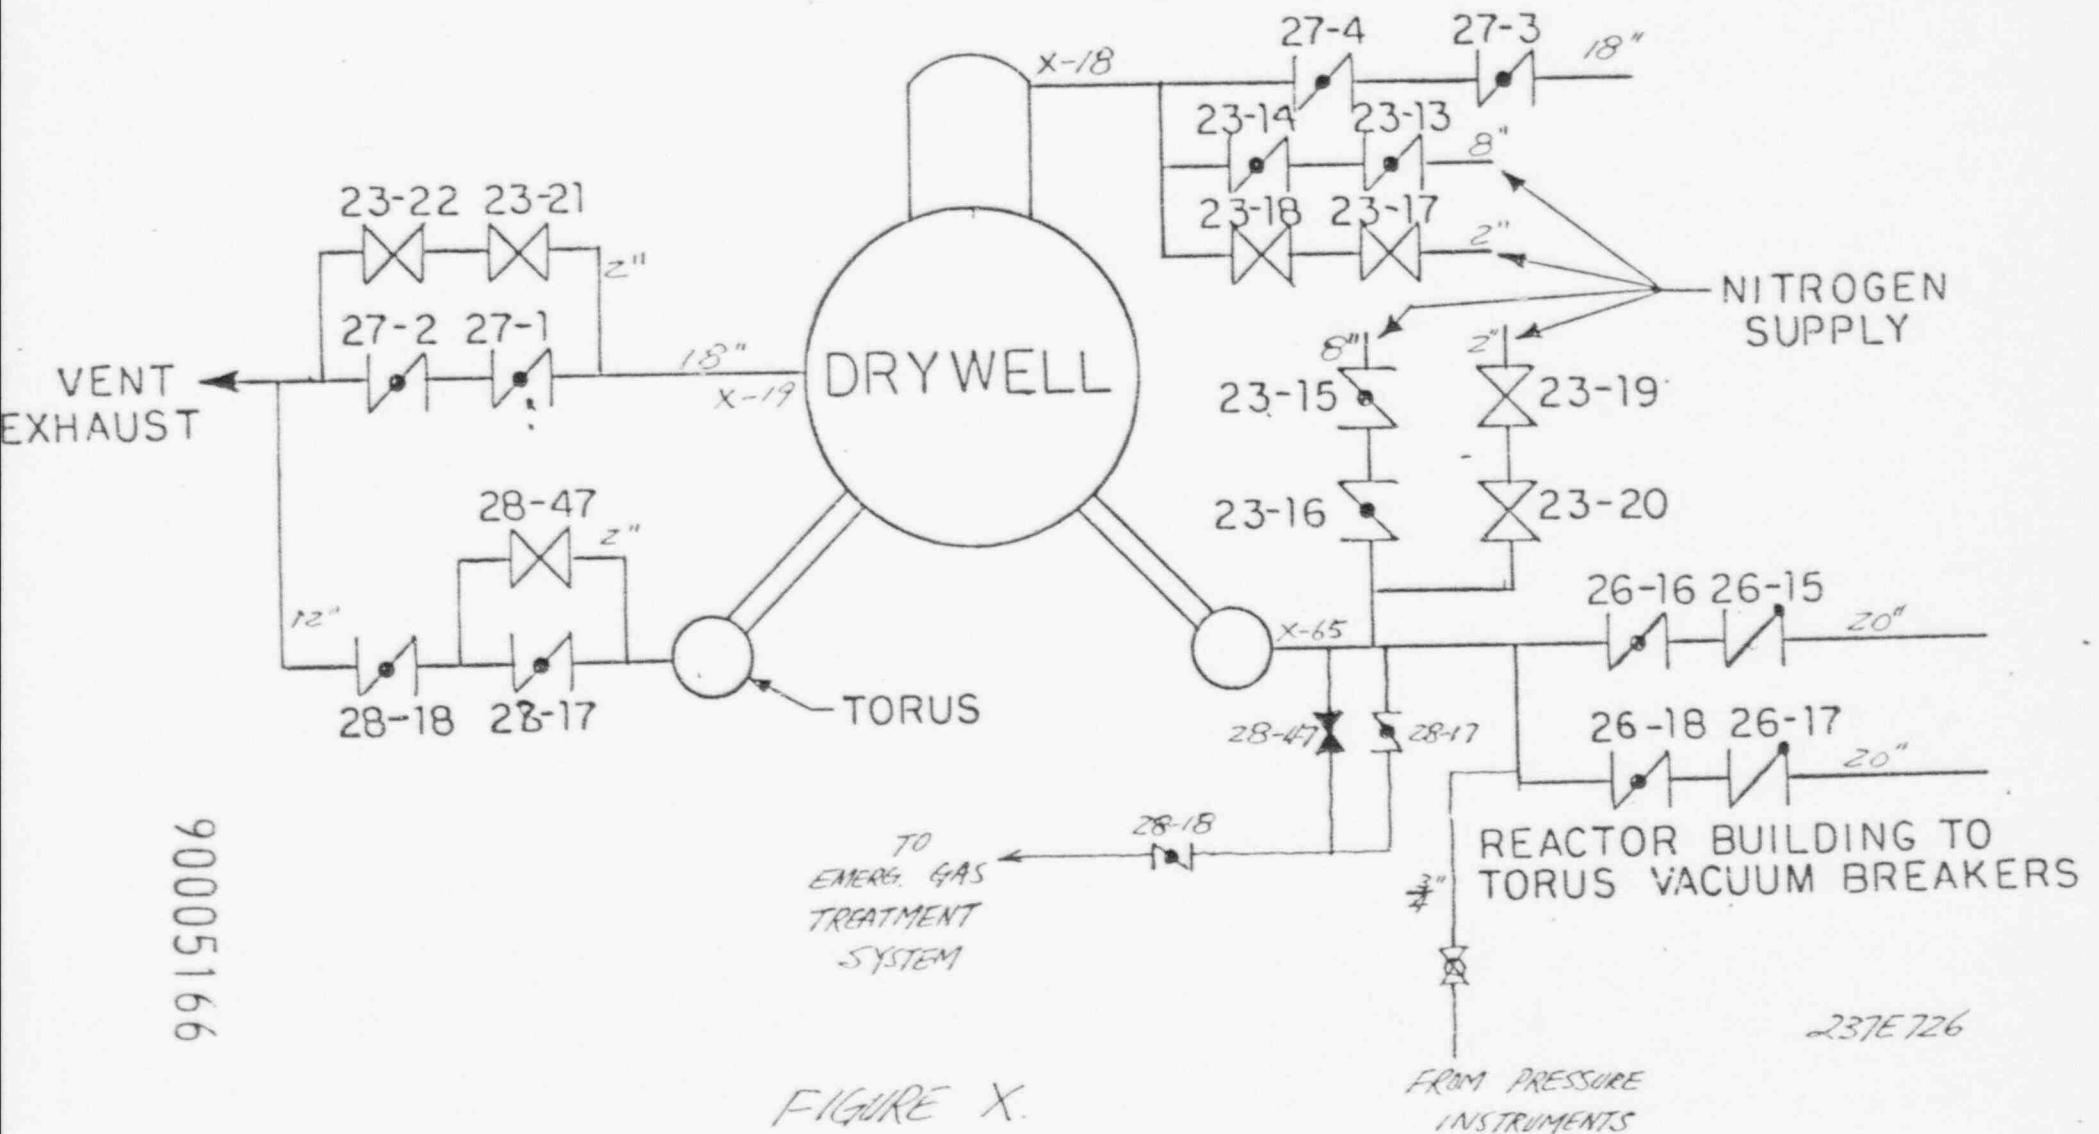 27-4 27-3 18"
X-18
23-14 23-13 8"
23-22 23-21 2"
23-18 23-17 2"
NITROGEN
SUPPLY
27-2 27-1 18"
X-19
VENT
EXHAUST
DRYWELL
8" 2"
23-15 23-19
28-47 2"
23-16 23-20
12"
28-18 28-17
TORUS
X-65
26-16 26-15 20"
28-47 28-17
26-18 26-17 20"
28-18
TO
EMERG. GAS
TREATMENT
SYSTEM
REACTOR BUILDING TO
TORUS VACUUM BREAKERS
3/4"
FROM PRESSURE
INSTRUMENTS
237E726
FIGURE X.
90005166